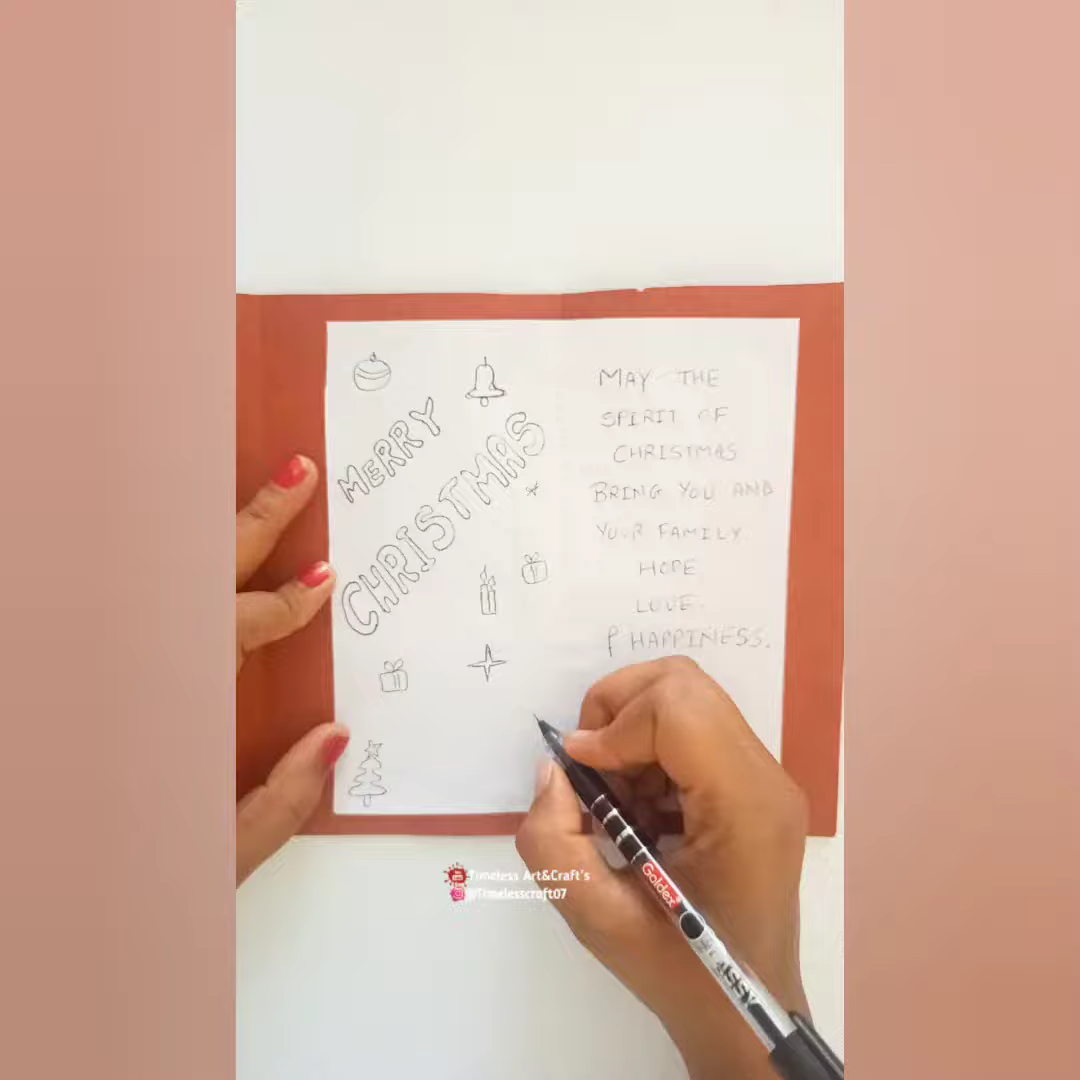 MERRY
CHRISTMAS
MAY THE
SPIRIT OF
CHRISTMAS
BRING YOU AND
YOUR FAMILY
HOPE
LOVE.
HAPPINESS.
Timeless Art&Craft's
@Timelesscraft07
Goldex